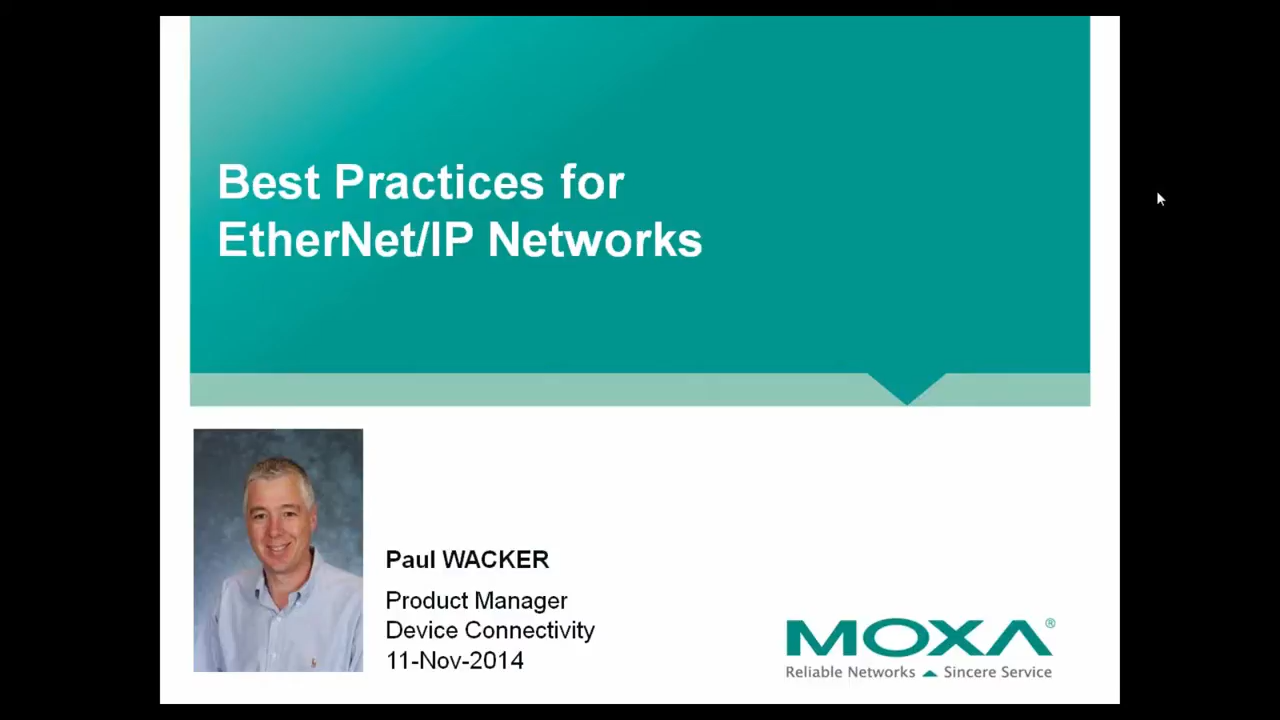 Best Practices for
EtherNet/IP Networks
Paul WACKER
Product Manager
Device Connectivity
11-Nov-2014
MOXA®
Reliable Networks Sincere Service